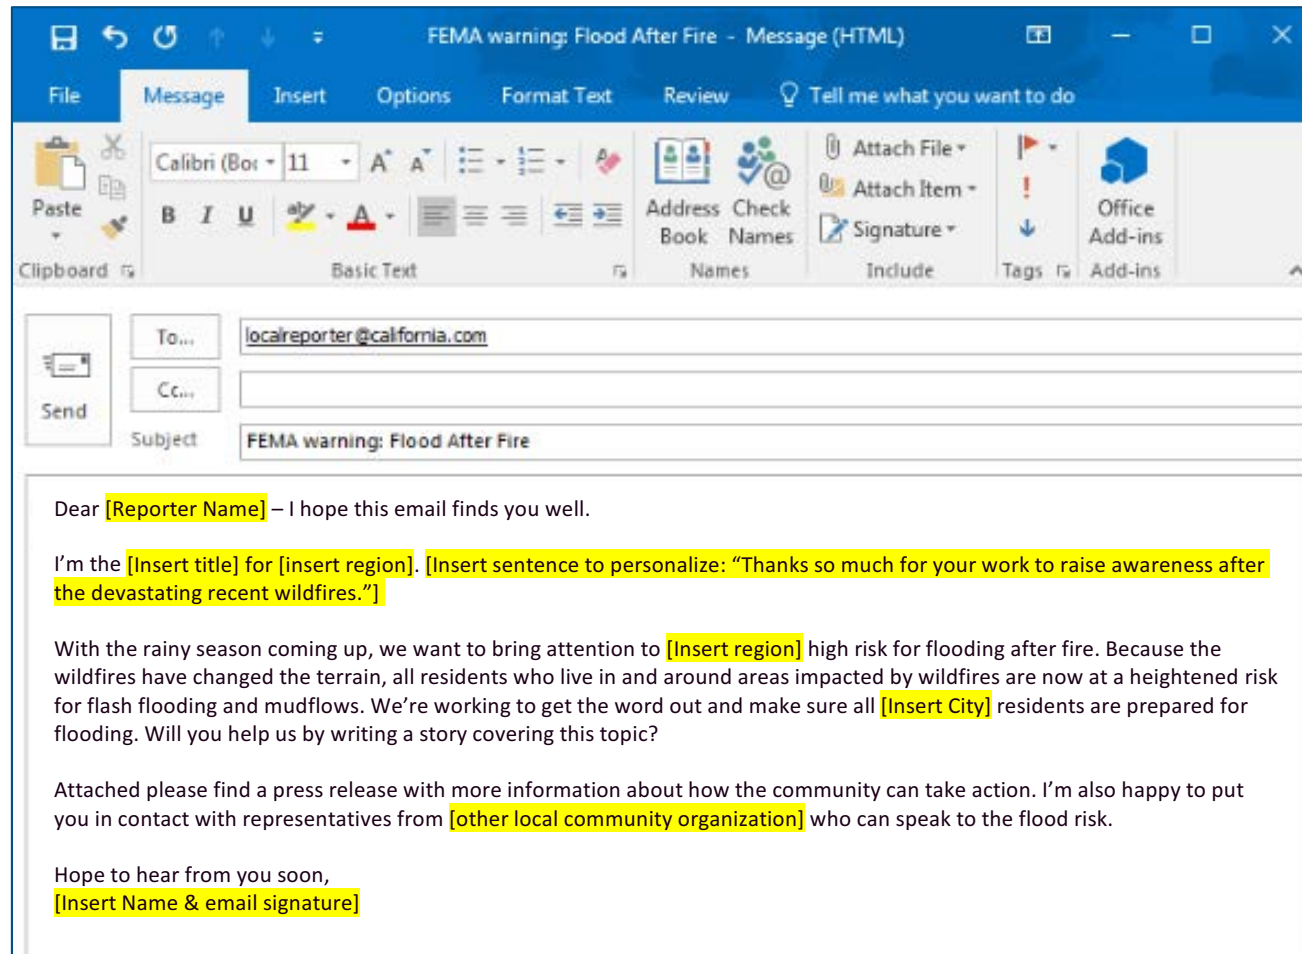 FEMA warning: Flood After Fire - Message (HTML)
File Message Insert Options Format Text Review Tell me what you want to do
Calibri (Bo 11
Paste
B I U
Address Book
Check Names
Attach File
Attach Item
Signature
Office Add-ins
Clipboard Basic Text Names Include Tags Add-ins
Send
To... localreporter@california.com
Cc...
Subject FEMA warning: Flood After Fire
Dear [Reporter Name] – I hope this email finds you well.
I’m the [Insert title] for [insert region]. [Insert sentence to personalize: “Thanks so much for your work to raise awareness after
the devastating recent wildfires.”]
With the rainy season coming up, we want to bring attention to [Insert region] high risk for flooding after fire. Because the
wildfires have changed the terrain, all residents who live in and around areas impacted by wildfires are now at a heightened risk
for flash flooding and mudflows. We’re working to get the word out and make sure all [Insert City] residents are prepared for
flooding. Will you help us by writing a story covering this topic?
Attached please find a press release with more information about how the community can take action. I’m also happy to put
you in contact with representatives from [other local community organization] who can speak to the flood risk.
Hope to hear from you soon,
[Insert Name & email signature]